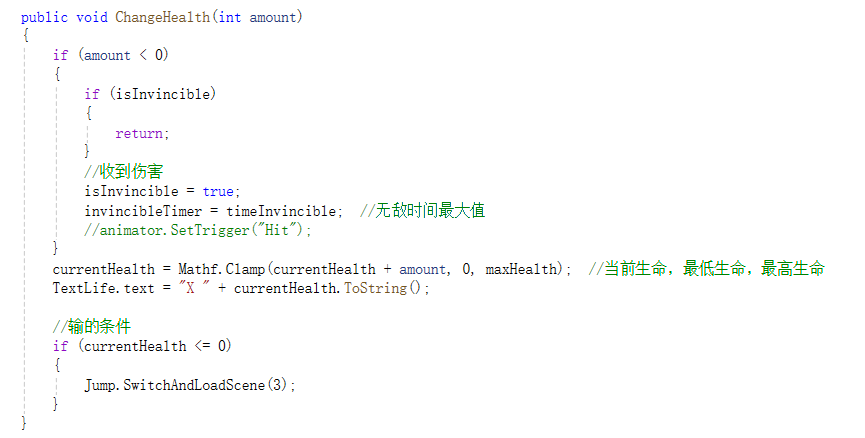 public void ChangeHealth(int amount)
{
if (amount < 0)
{
if (isInvincible)
{
return;
}
//收到伤害
isInvincible = true;
invincibleTimer = timeInvincible;  //无敌时间最大值
//animator.SetTrigger("Hit");
}
currentHealth = Mathf.Clamp(currentHealth + amount, 0, maxHealth);  //当前生命，最低生命，最高生命
TextLife.text = "X " + currentHealth.ToString();
//输的条件
if (currentHealth <= 0)
{
Jump.SwitchAndLoadScene(3);
}
}